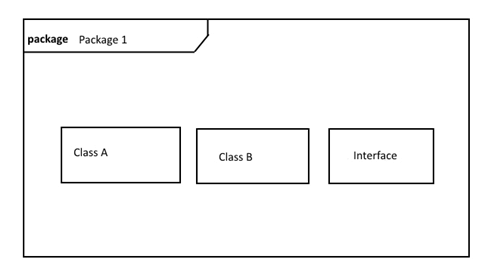 package Package 1
Class A
Class B
Interface